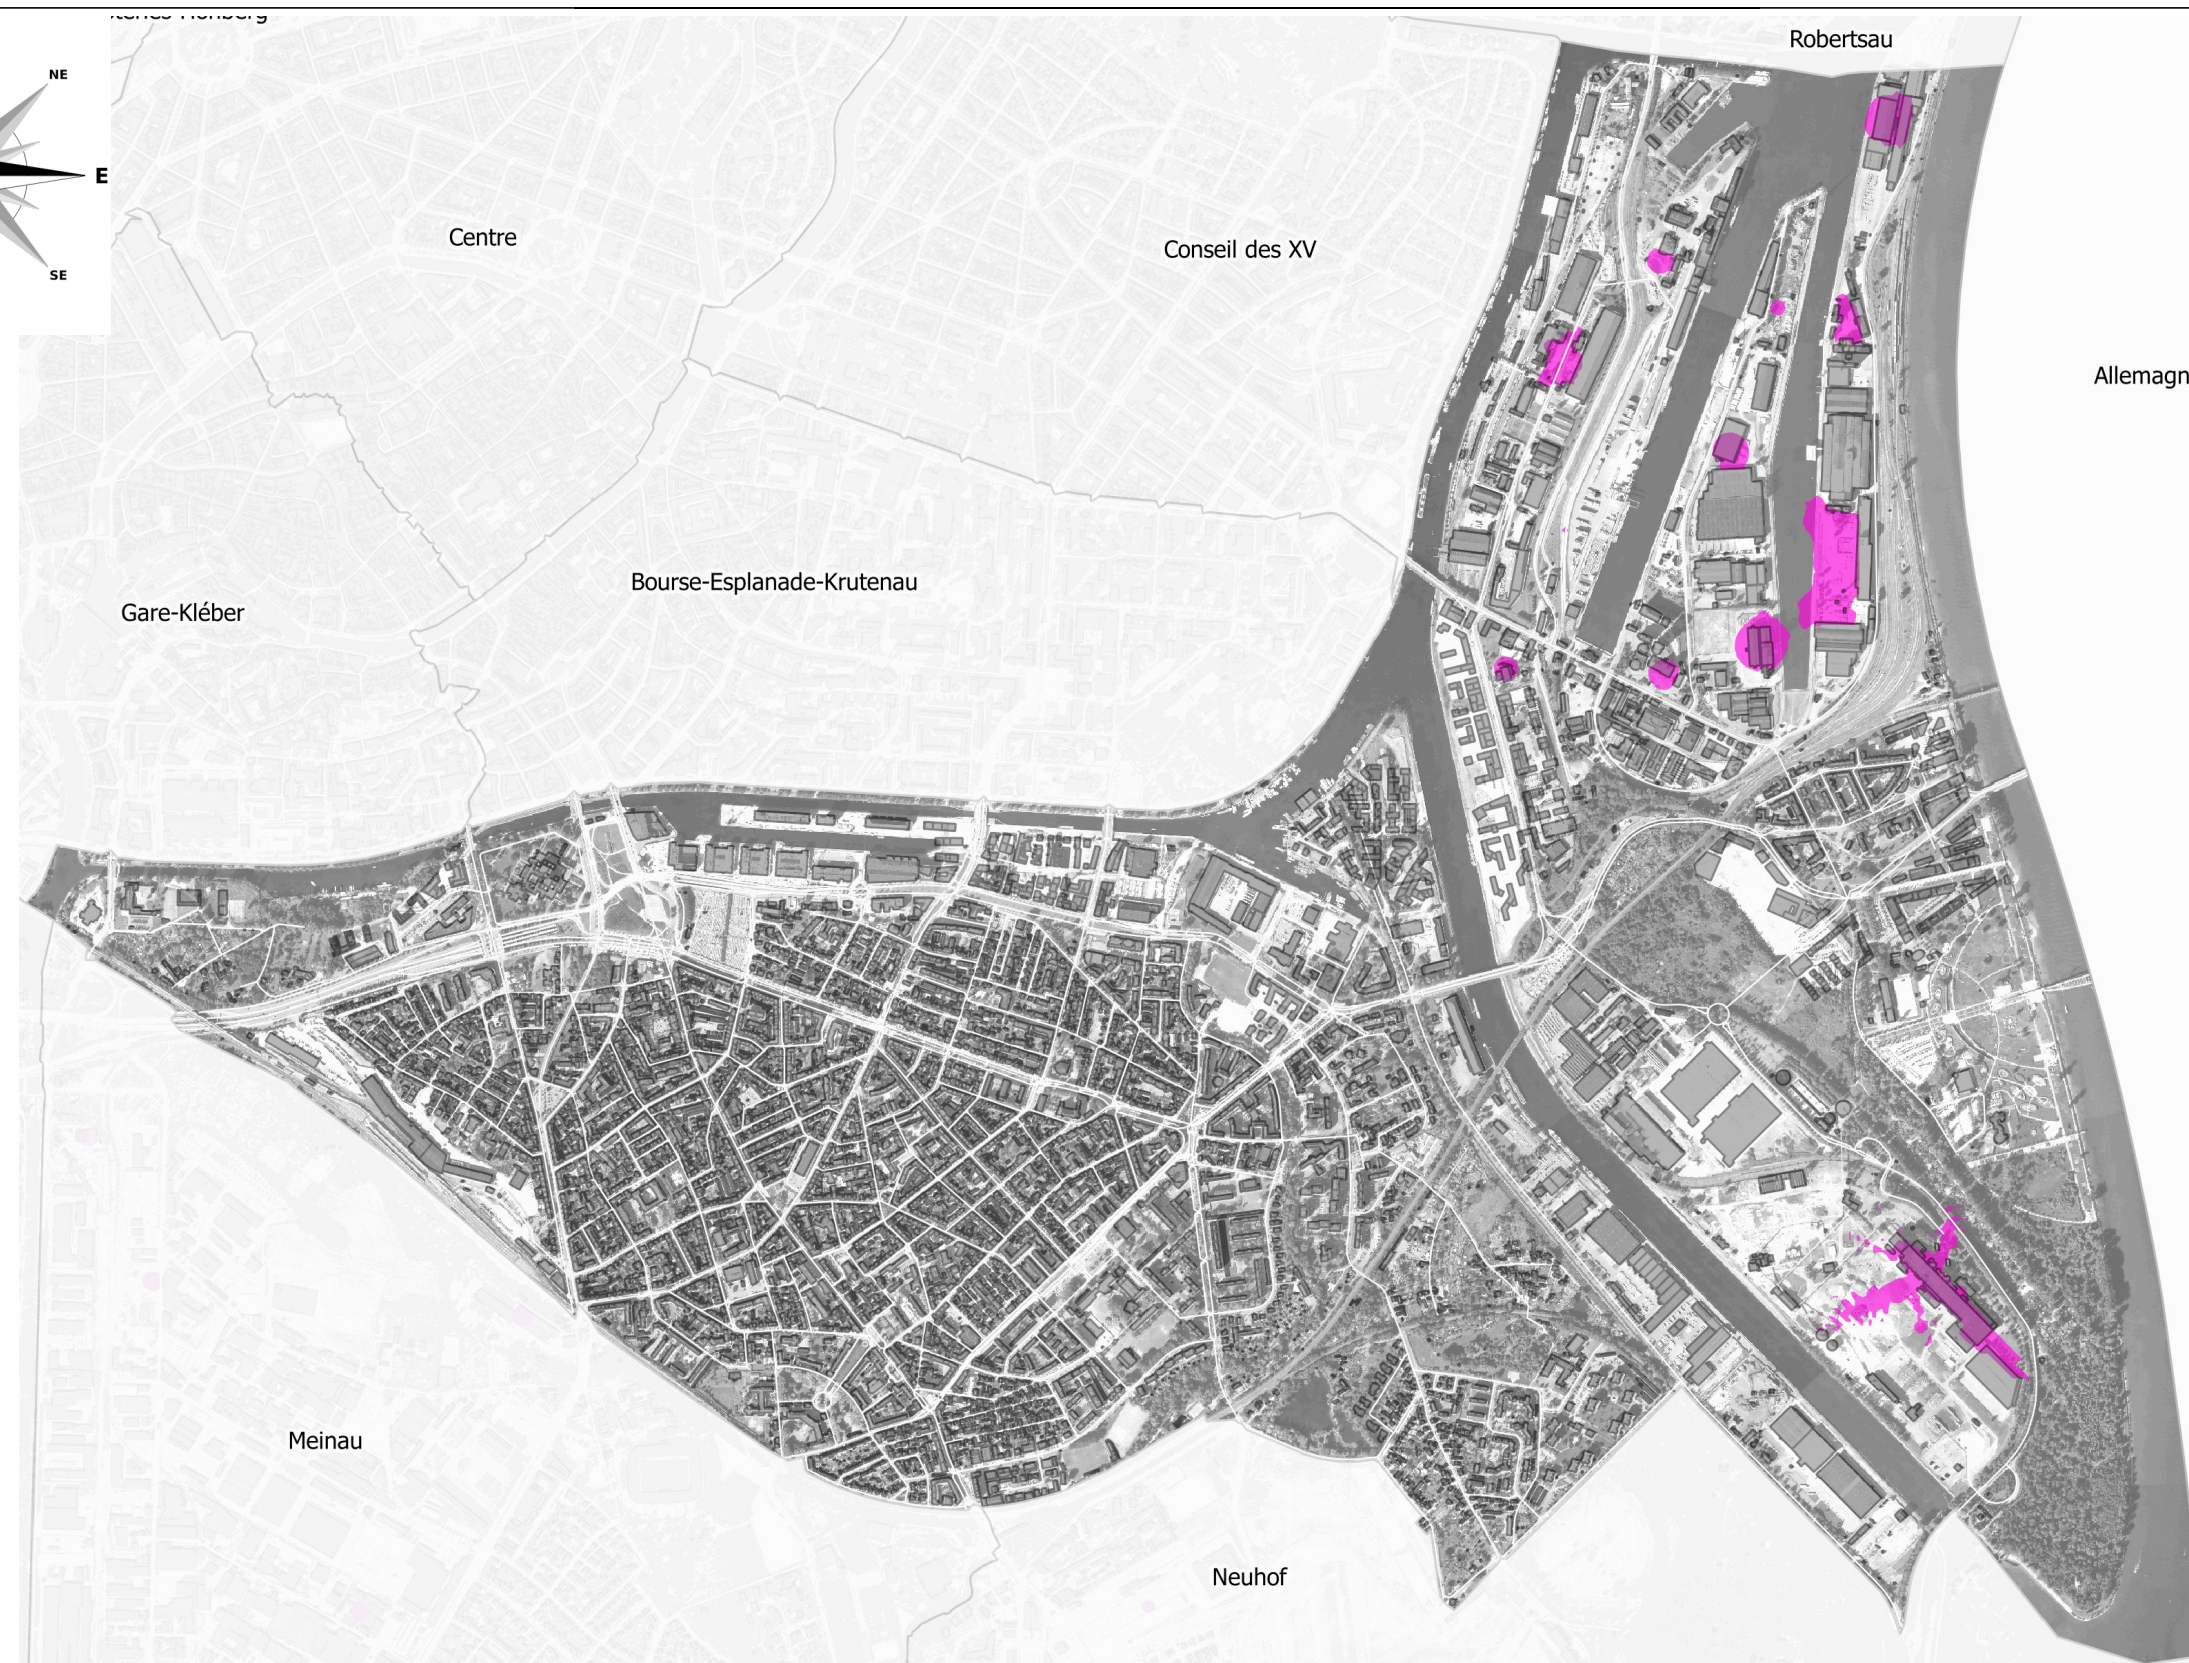 Robertsau
NE
E
SE
Centre
Conseil des XV
Allemagn
Bourse-Esplanade-Krutenau
Gare-Kléber
Meinau
Neuhof